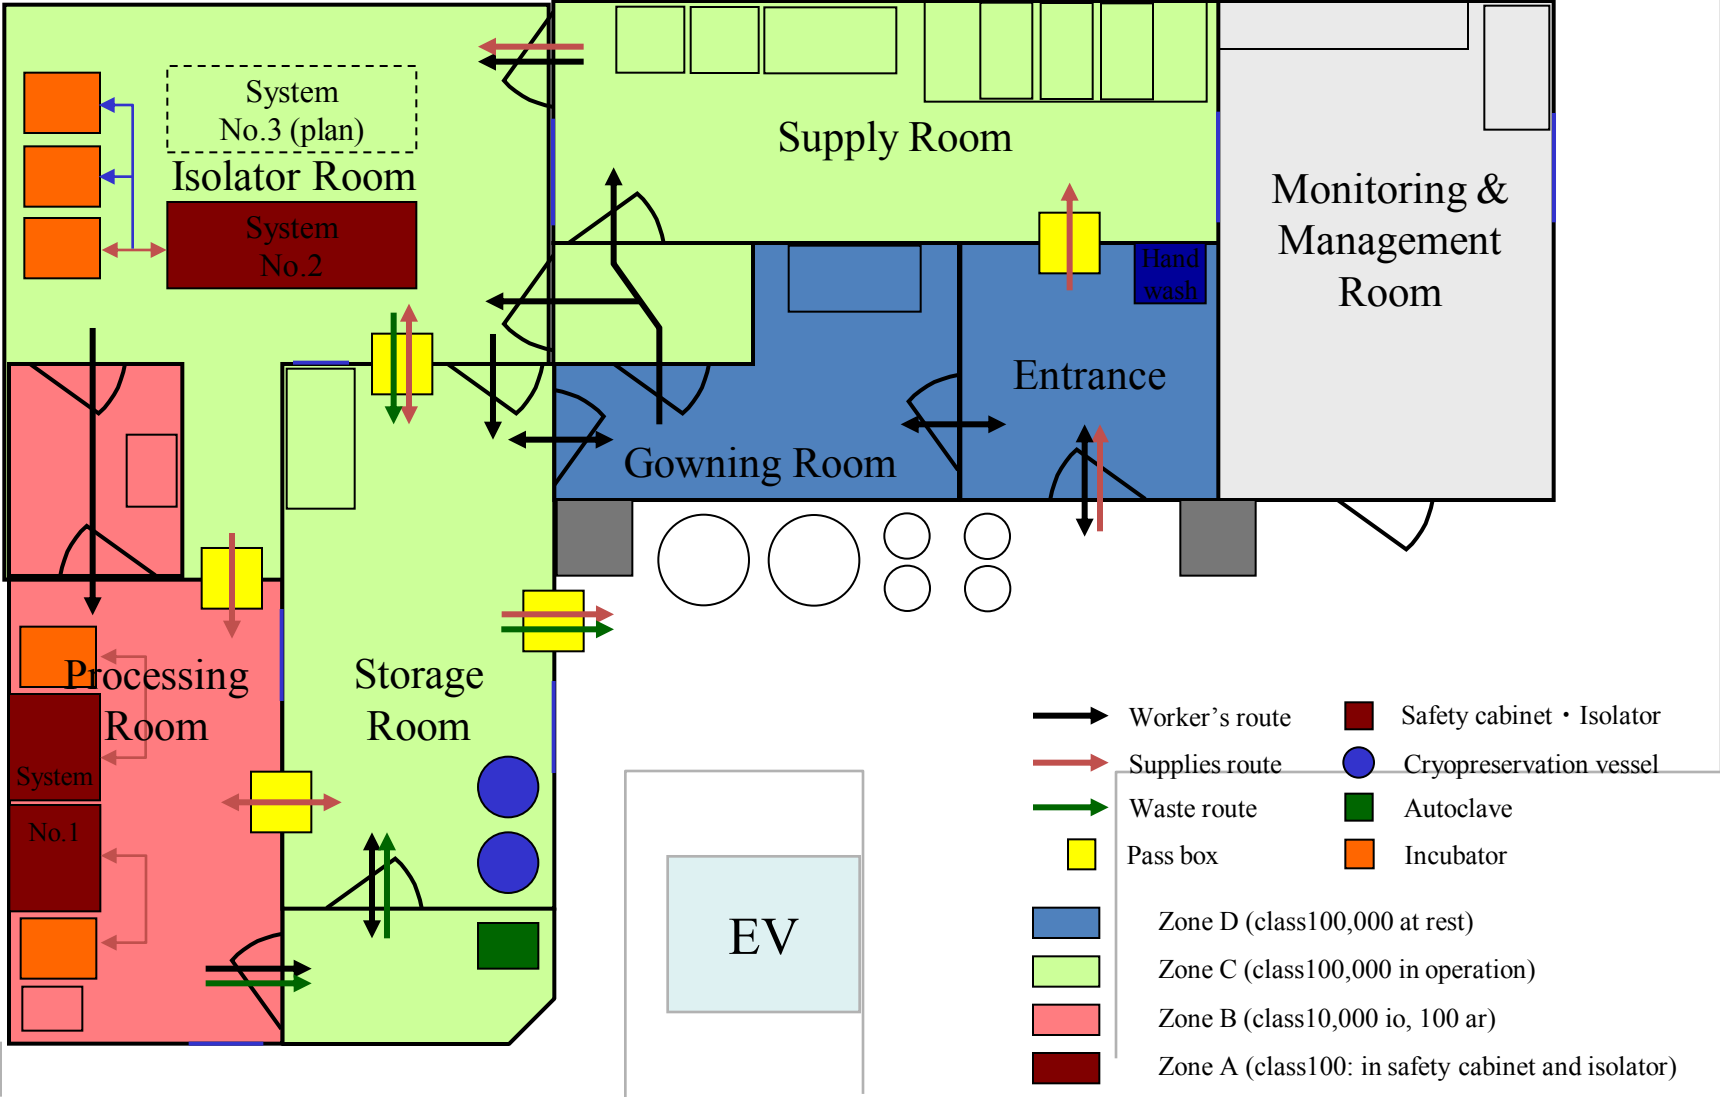 System
No.3 (plan)
Isolator Room
System
No.2
Supply Room
Monitoring &
Management
Room
Hand
wash
Entrance
Gowning Room
Processing
Room
Storage
Room
System
No.1
EV
Worker’s route
Supplies route
Waste route
Pass box
Safety cabinet・Isolator
Cryopreservation vessel
Autoclave
Incubator
Zone D (class100,000 at rest)
Zone C (class100,000 in operation)
Zone B (class10,000 io, 100 ar)
Zone A (class100: in safety cabinet and isolator)